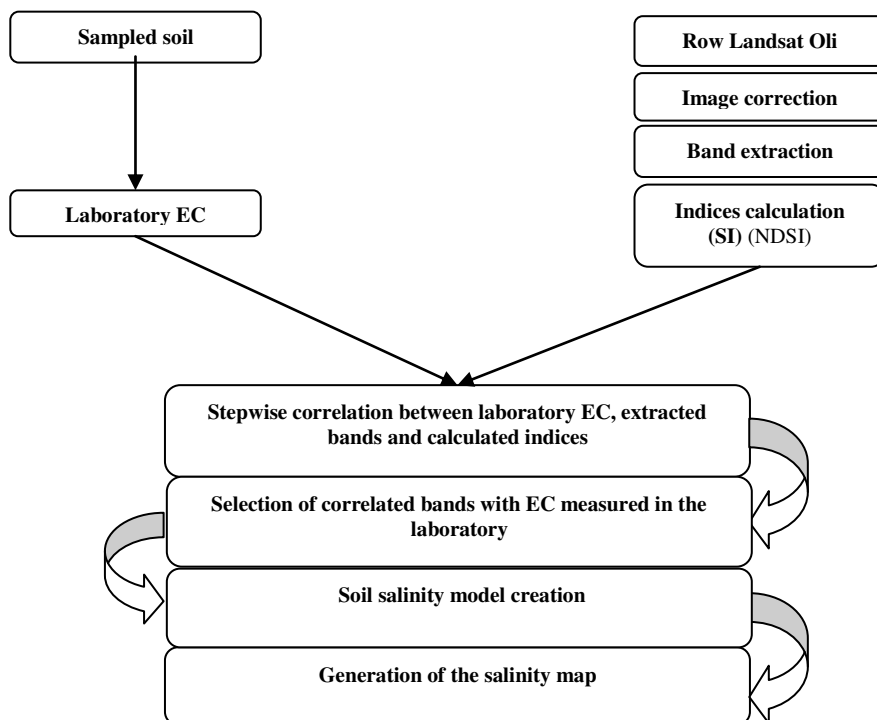 Sampled soil
Row Landsat Oli
Image correction
Band extraction
Laboratory EC
Indices calculation
(SI) (NDSI)
Stepwise correlation between laboratory EC, extracted
bands and calculated indices
Selection of correlated bands with EC measured in the
laboratory
Soil salinity model creation
Generation of the salinity map